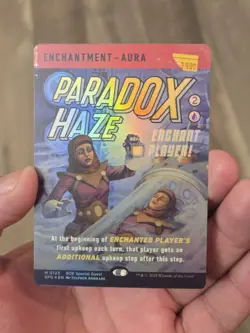 ENCHANTMENT–AURA
PARADOX
HAZE
2
ENCHANT
PLAYER!
At the beginning of ENCHANTED PLAYER'S
first upkeep each turn, that player gets an
ADDITIONAL upkeep step after this step.